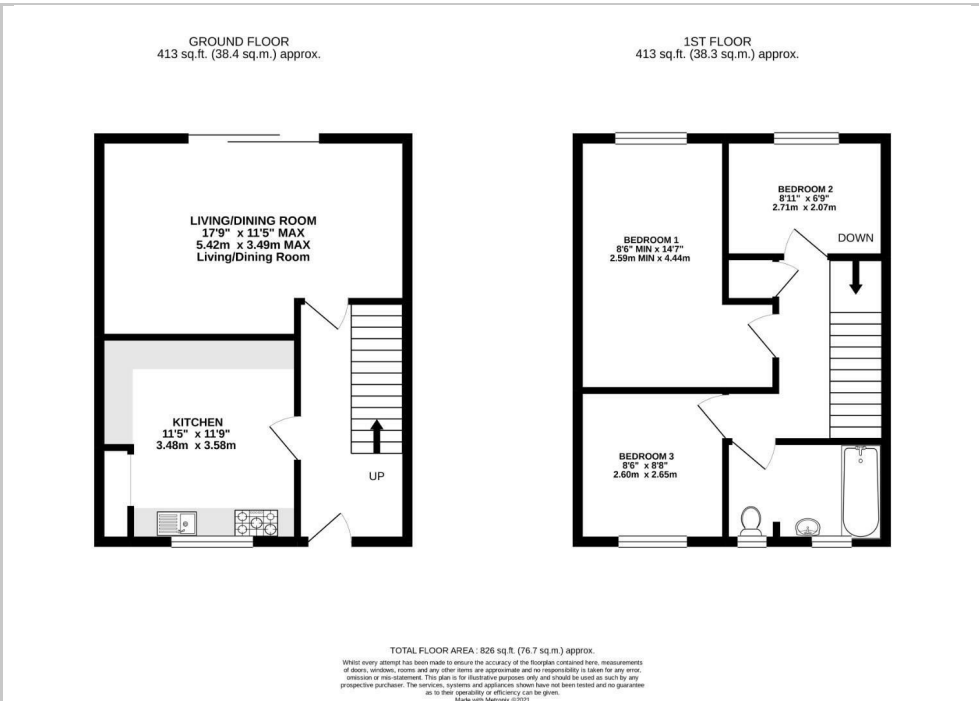 GROUND FLOOR
413 sq.ft. (38.4 sq.m.) approx.
1ST FLOOR
413 sq.ft. (38.3 sq.m.) approx.
LIVING/DINING ROOM
17'9" x 11'5" MAX
5.42m x 3.49m MAX
Living/Dining Room
KITCHEN
11'5" x 11'9"
3.48m x 3.58m
UP
BEDROOM 1
8'6" MIN x 14'7"
2.59m MIN x 4.44m
BEDROOM 2
8'11" x 6'9"
2.71m x 2.07m
DOWN
BEDROOM 3
8'6" x 8'8"
2.60m x 2.65m
TOTAL FLOOR AREA : 826 sq.ft. (76.7 sq.m.) approx.
Whilst every attempt has been made to ensure the accuracy of the floorplan contained here, measurements
of doors, windows, rooms and any other items are approximate and no responsibility is taken for any error,
omission or mis-statement. This plan is for illustrative purposes only and should be used as such by any
prospective purchaser. The services, systems and appliances shown have not been tested and no guarantee
as to their operability or efficiency can be given.
Made with Metropix ©2021